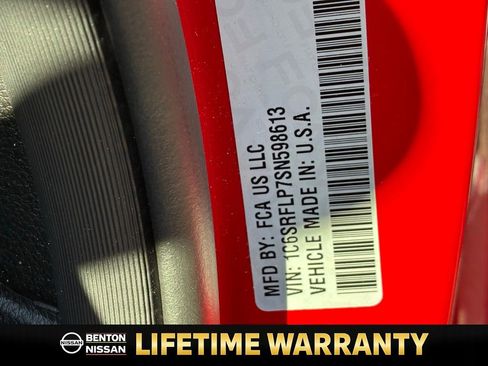 MFD BY: FCA US LLC
VIN: 1C6SRFLP7SN598613
VEHICLE MADE IN: U.S.A.
BENTON
NISSAN
LIFETIME WARRANTY